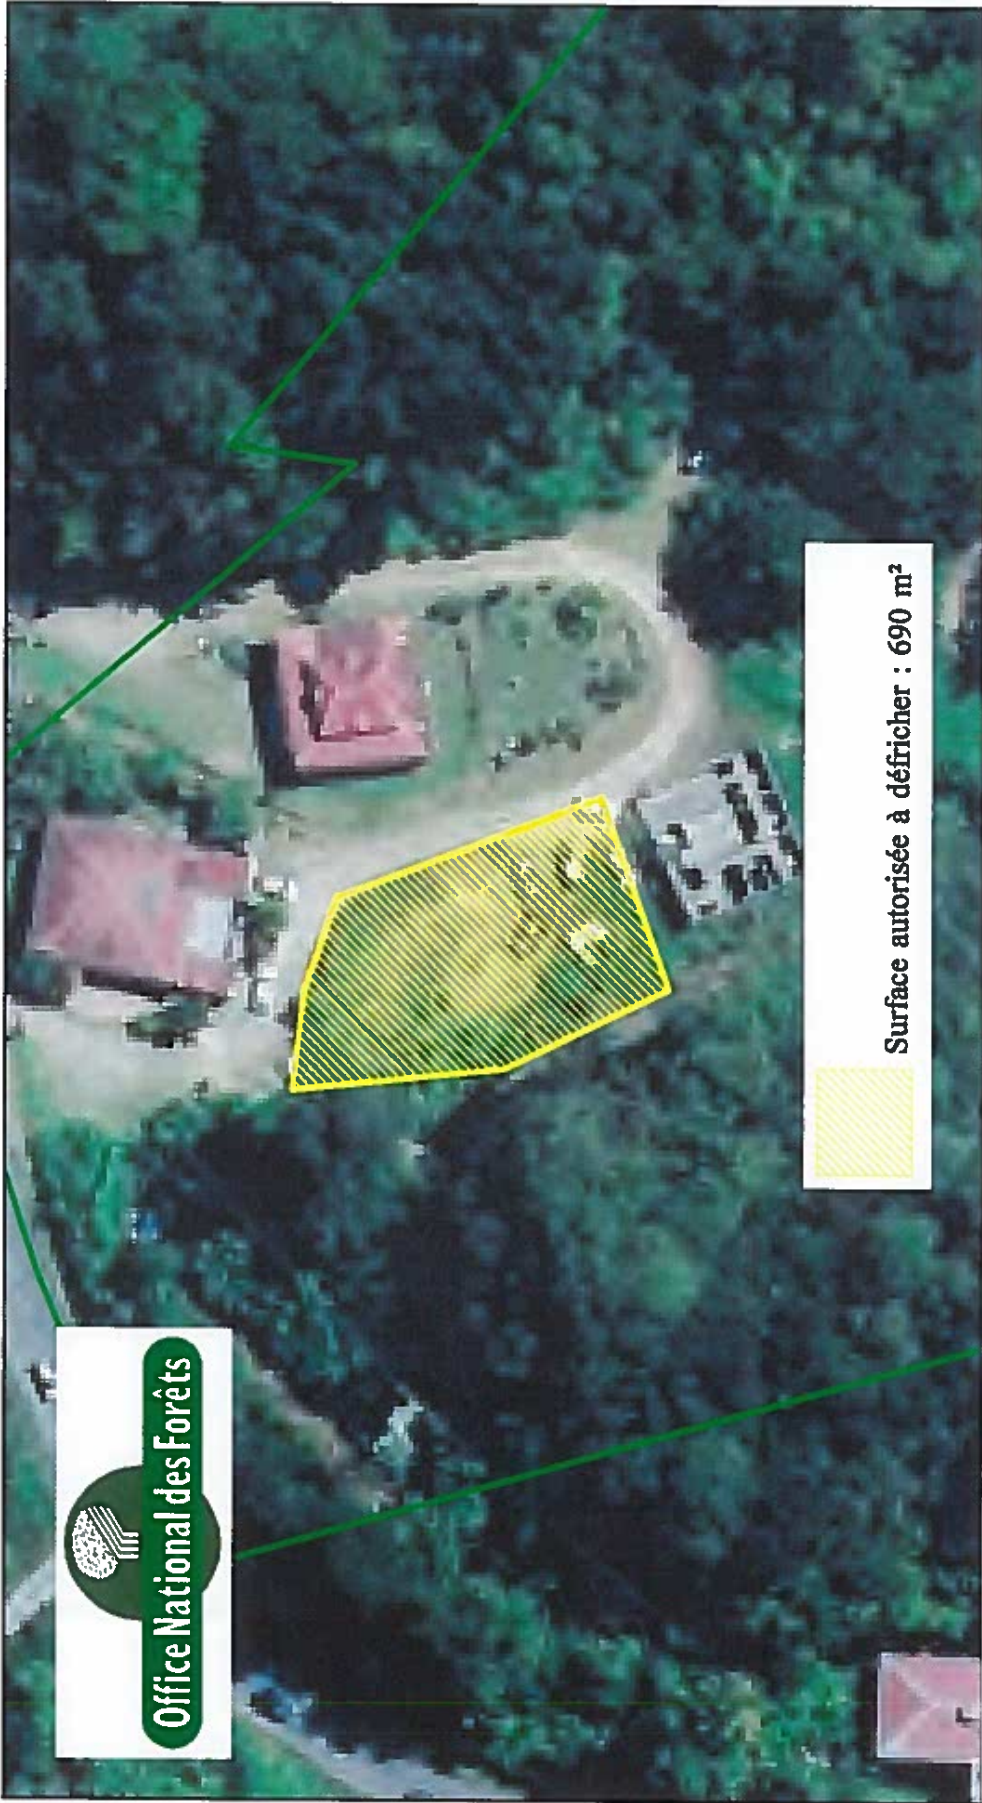 Office National des Forêts
Surface autorisée à défricher : 690 m²